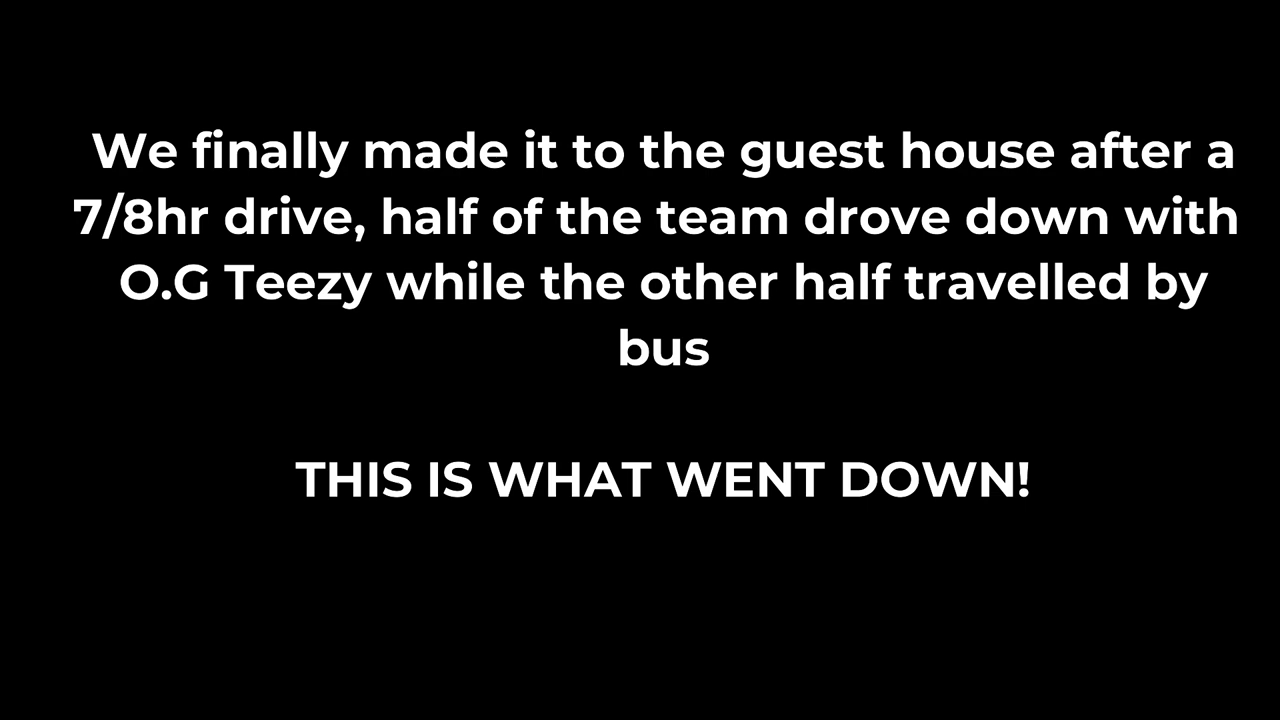 We finally made it to the guest house after a
7/8hr drive, half of the team drove down with
O.G Teezy while the other half travelled by
bus
THIS IS WHAT WENT DOWN!